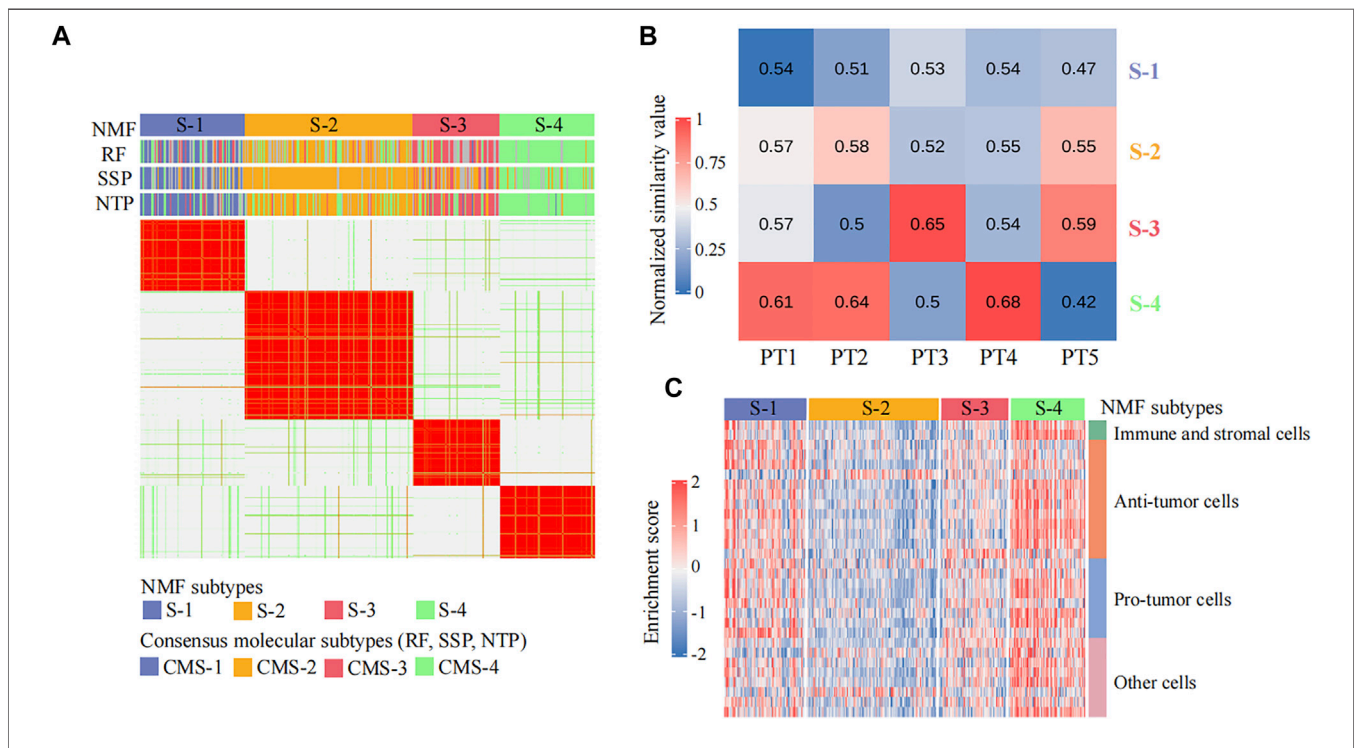 A
NMF S-1 S-2 S-3 S-4
RF
SSP
NTP
NMF subtypes
S-1 S-2 S-3 S-4
Consensus molecular subtypes (RF, SSP, NTP)
CMS-1 CMS-2 CMS-3 CMS-4
B
Normalized similarity value
1
0.75
0.5
0.25
0
0.54 0.51 0.53 0.54 0.47 S-1
0.57 0.58 0.52 0.55 0.55 S-2
0.57 0.5 0.65 0.54 0.59 S-3
0.61 0.64 0.5 0.68 0.42 S-4
PT1 PT2 PT3 PT4 PT5
C
S-1 S-2 S-3 S-4 NMF subtypes
Immune and stromal cells
Anti-tumor cells
Pro-tumor cells
Other cells
Enrichment score
2
1
0
-1
-2